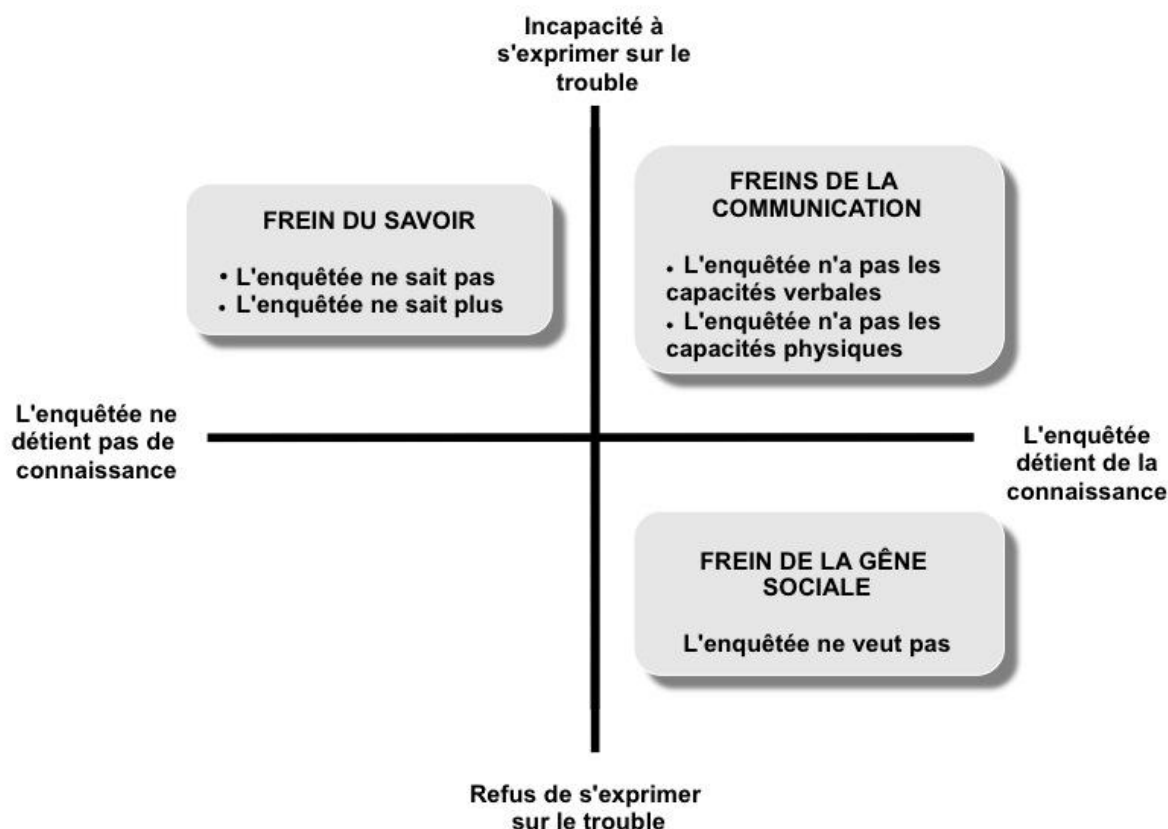 Incapacité à
s'exprimer sur le
trouble
FREIN DU SAVOIR
• L'enquêtée ne sait pas
• L'enquêtée ne sait plus
FREINS DE LA
COMMUNICATION
• L'enquêtée n'a pas les
capacités verbales
• L'enquêtée n'a pas les
capacités physiques
L'enquêtée ne
détient pas de
connaissance
L'enquêtée
détient de la
connaissance
FREIN DE LA GÊNE
SOCIALE
L'enquêtée ne veut pas
Refus de s'exprimer
sur le trouble